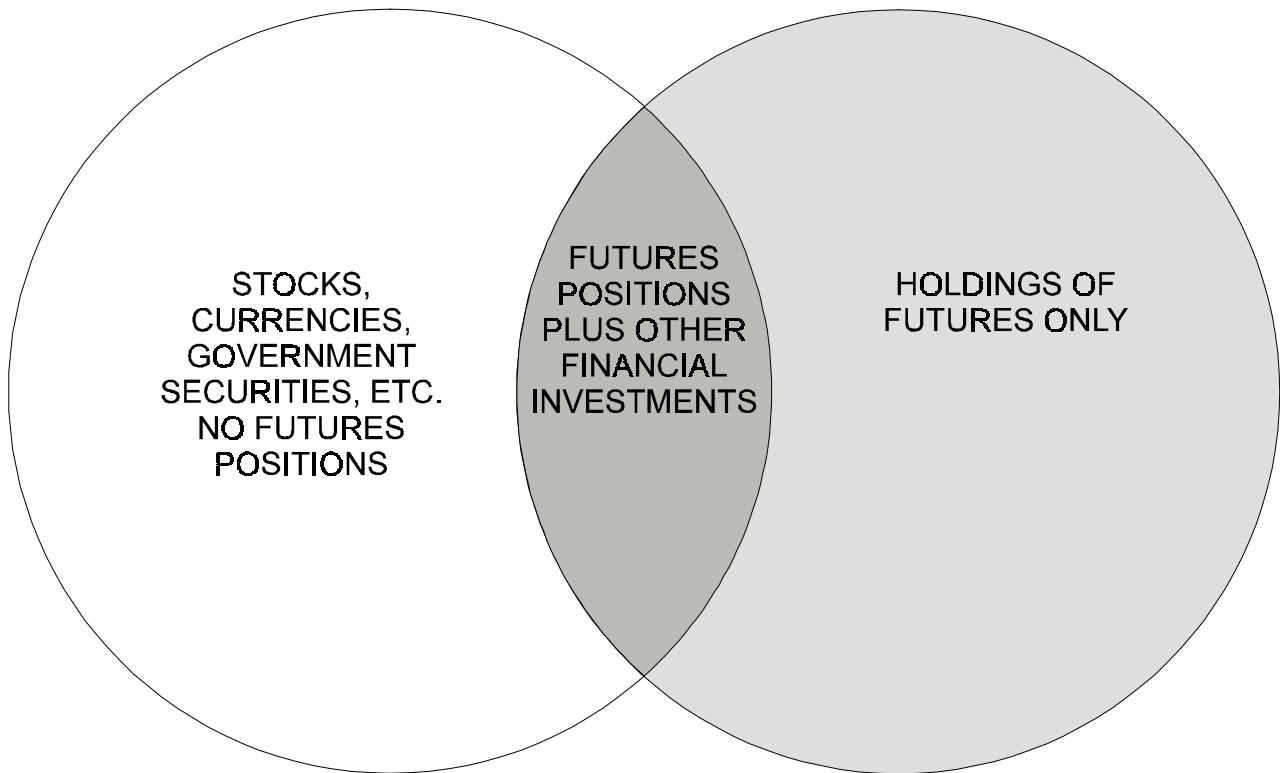 STOCKS,
CURRENCIES,
GOVERNMENT
SECURITIES, ETC.
NO FUTURES
POSITIONS
FUTURES
POSITIONS
PLUS OTHER
FINANCIAL
INVESTMENTS
HOLDINGS OF
FUTURES ONLY